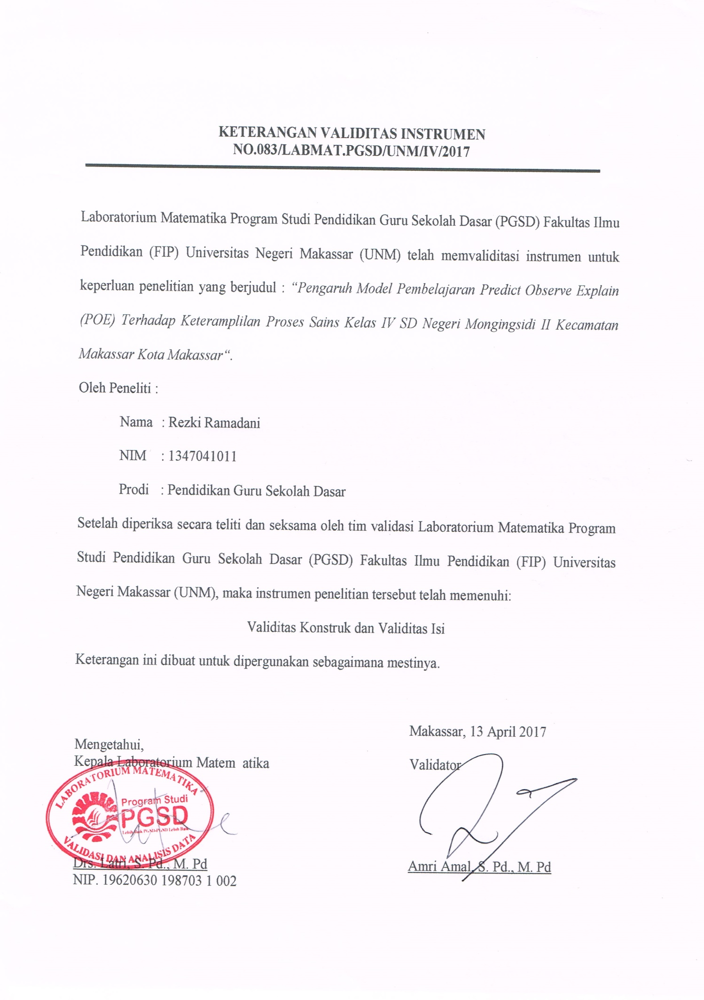 KETERANGAN VALIDITAS INSTRUMEN
NO.083/LABMAT.PGSD/UNM/IV/2017
Laboratorium Matematika Program Studi Pendidikan Guru Sekolah Dasar (PGSD) Fakultas Ilmu
Pendidikan (FIP) Universitas Negeri Makassar (UNM) telah memvaliditasi instrumen untuk
keperluan penelitian yang berjudul : “Pengaruh Model Pembelajaran Predict Observe Explain
(POE) Terhadap Keteramplilan Proses Sains Kelas IV SD Negeri Mongingsidi II Kecamatan
Makassar Kota Makassar“.
Oleh Peneliti :
Nama : Rezki Ramadani
NIM : 1347041011
Prodi : Pendidikan Guru Sekolah Dasar
Setelah diperiksa secara teliti dan seksama oleh tim validasi Laboratorium Matematika Program
Studi Pendidikan Guru Sekolah Dasar (PGSD) Fakultas Ilmu Pendidikan (FIP) Universitas
Negeri Makassar (UNM), maka instrumen penelitian tersebut telah memenuhi:
Validitas Konstruk dan Validitas Isi
Keterangan ini dibuat untuk dipergunakan sebagaimana mestinya.
Makassar, 13 April 2017
Mengetahui,
Kepala Laboratorium Matem atika
Validator
LABORATORIUM MATEMATIKA
Program Studi
PGSD
Lebih Baik PGSD-PGSD Lebih Baik
VALIDASI DAN ANALISIS DATA
Drs. Latri, S. Pd., M. Pd
NIP. 19620630 198703 1 002
Amri Amal, S. Pd., M. Pd